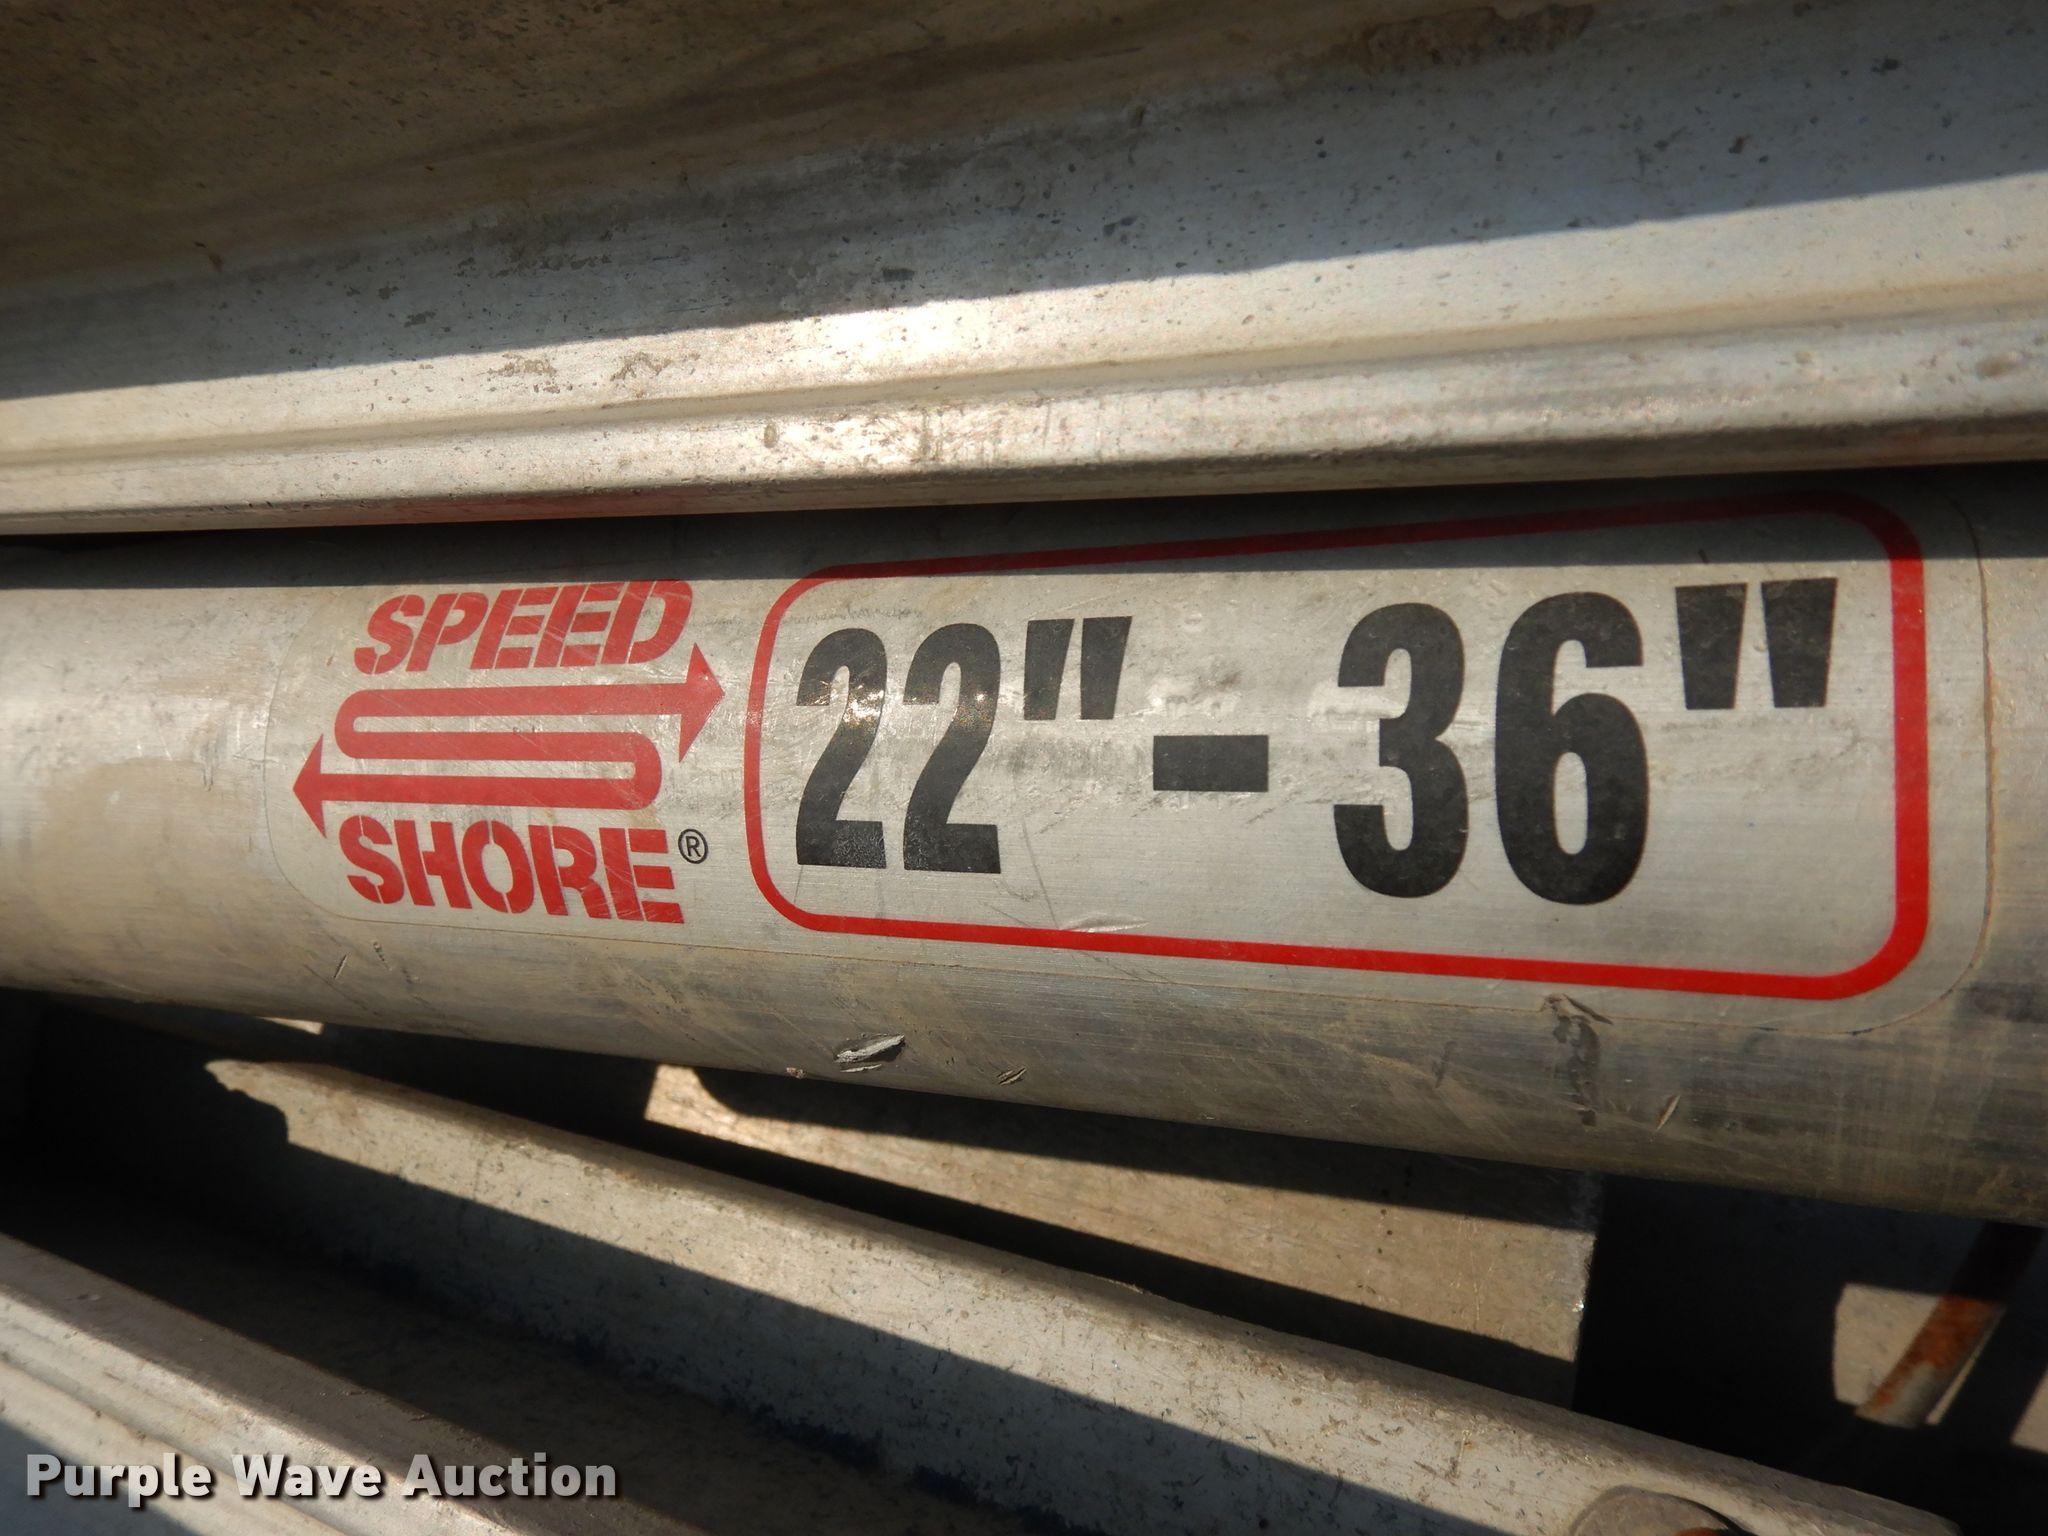 SPEED
SHORE®
22"-36"
Purple Wave Auction